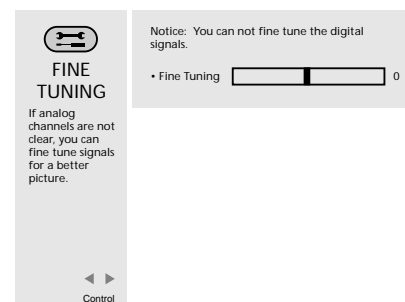 FINE
TUNING
If analog
channels are not
clear, you can
fine tune signals
for a better
picture.
Control
Notice: You can not fine tune the digital
signals.
• Fine Tuning 0